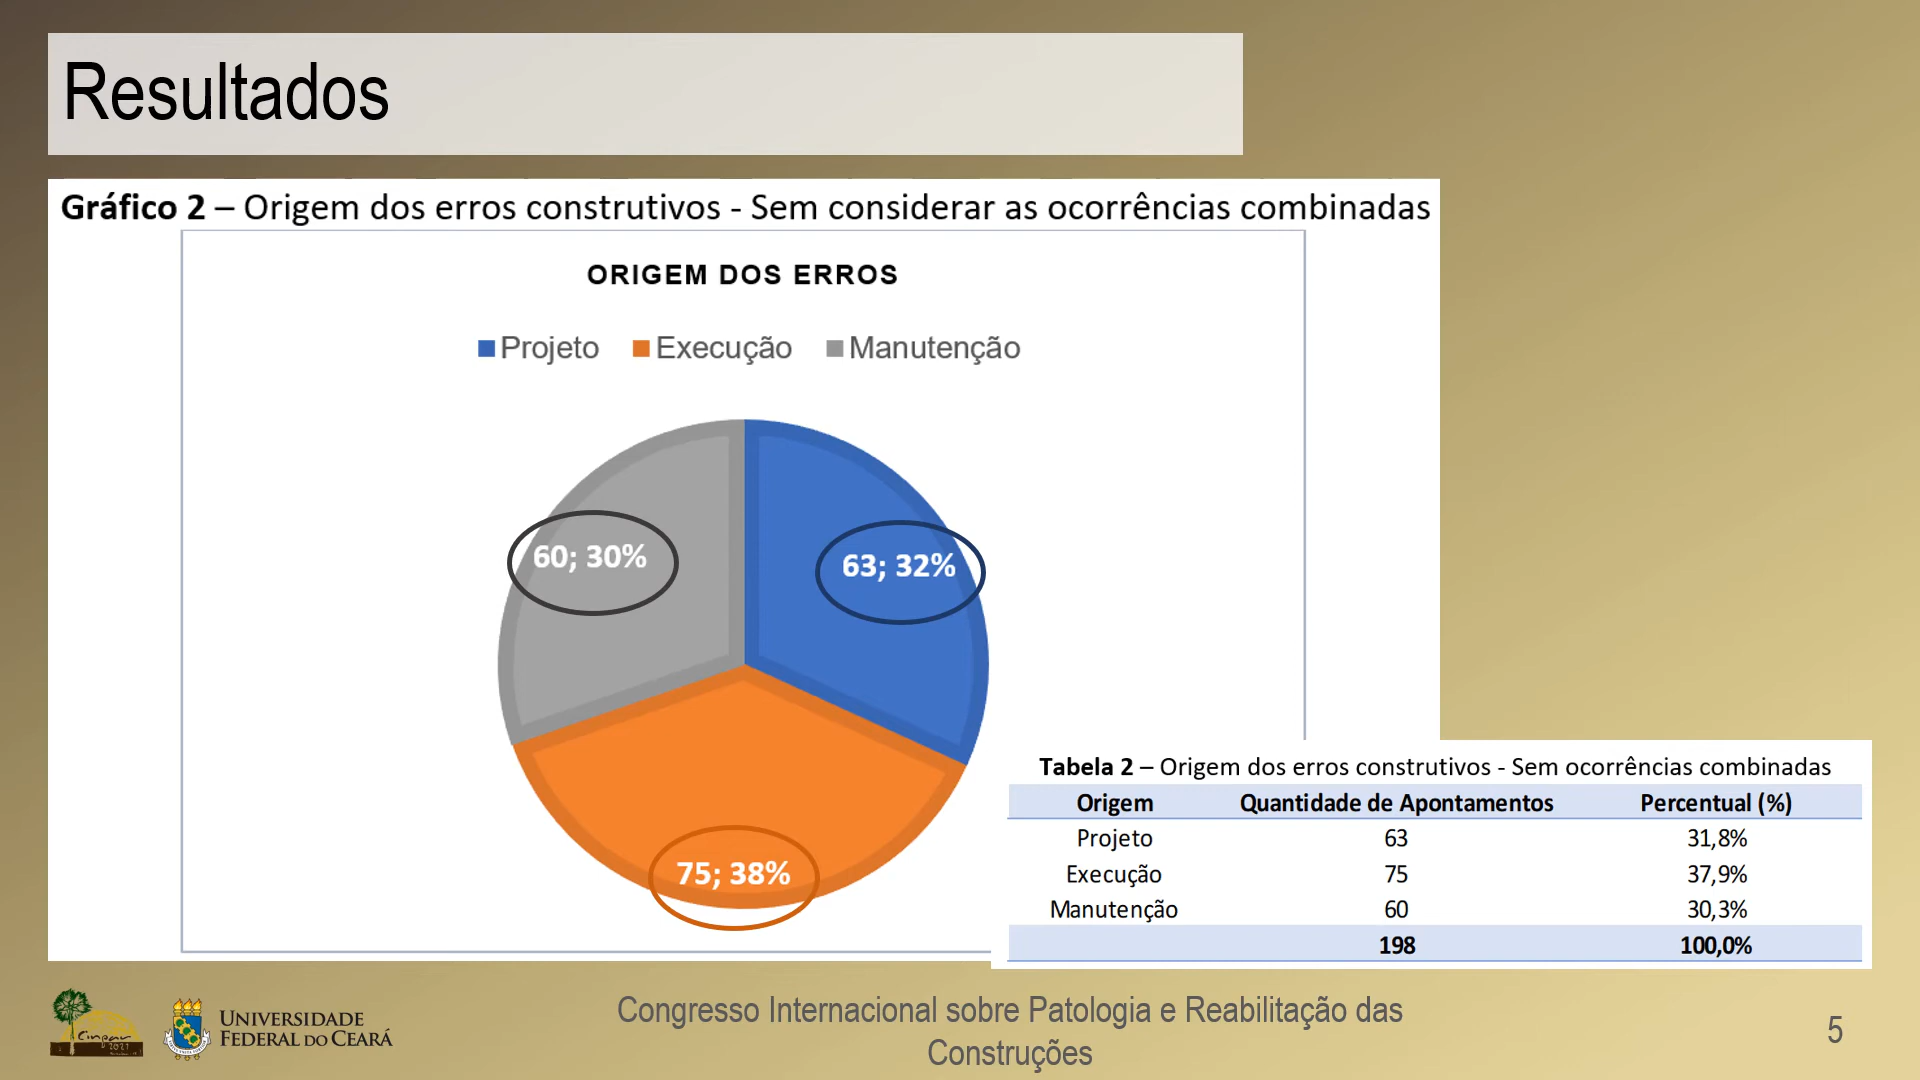 Resultados
Gráfico 2 – Origem dos erros construtivos - Sem considerar as ocorrências combinadas
ORIGEM DOS ERROS
Projeto Execução Manutenção
60; 30%
63; 32%
75; 38%
Tabela 2 – Origem dos erros construtivos - Sem ocorrências combinadas
Origem Quantidade de Apontamentos Percentual (%)
Projeto 63 31,8%
Execução 75 37,9%
Manutenção 60 30,3%
198 100,0%
Cinpar
2021
UNIVERSIDADE
FEDERAL DO CEARÁ
Congresso Internacional sobre Patologia e Reabilitação das
Construções
5